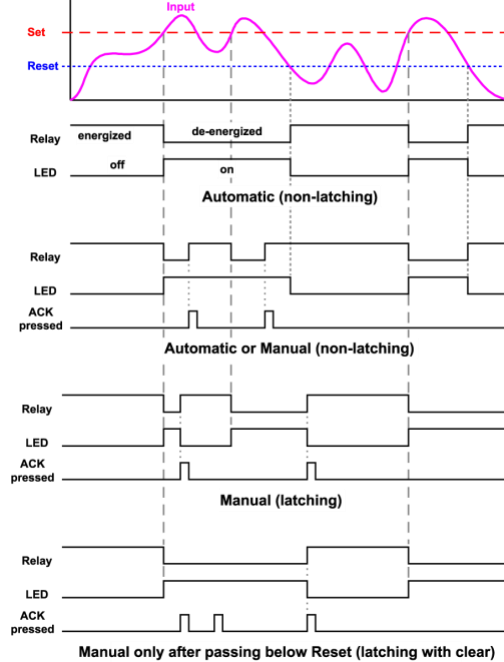 Input
Set
Reset
Relay energized de-energized
LED off on
Automatic (non-latching)
Relay
LED
ACK
pressed
Automatic or Manual (non-latching)
Relay
LED
ACK
pressed
Manual (latching)
Relay
LED
ACK
pressed
Manual only after passing below Reset (latching with clear)